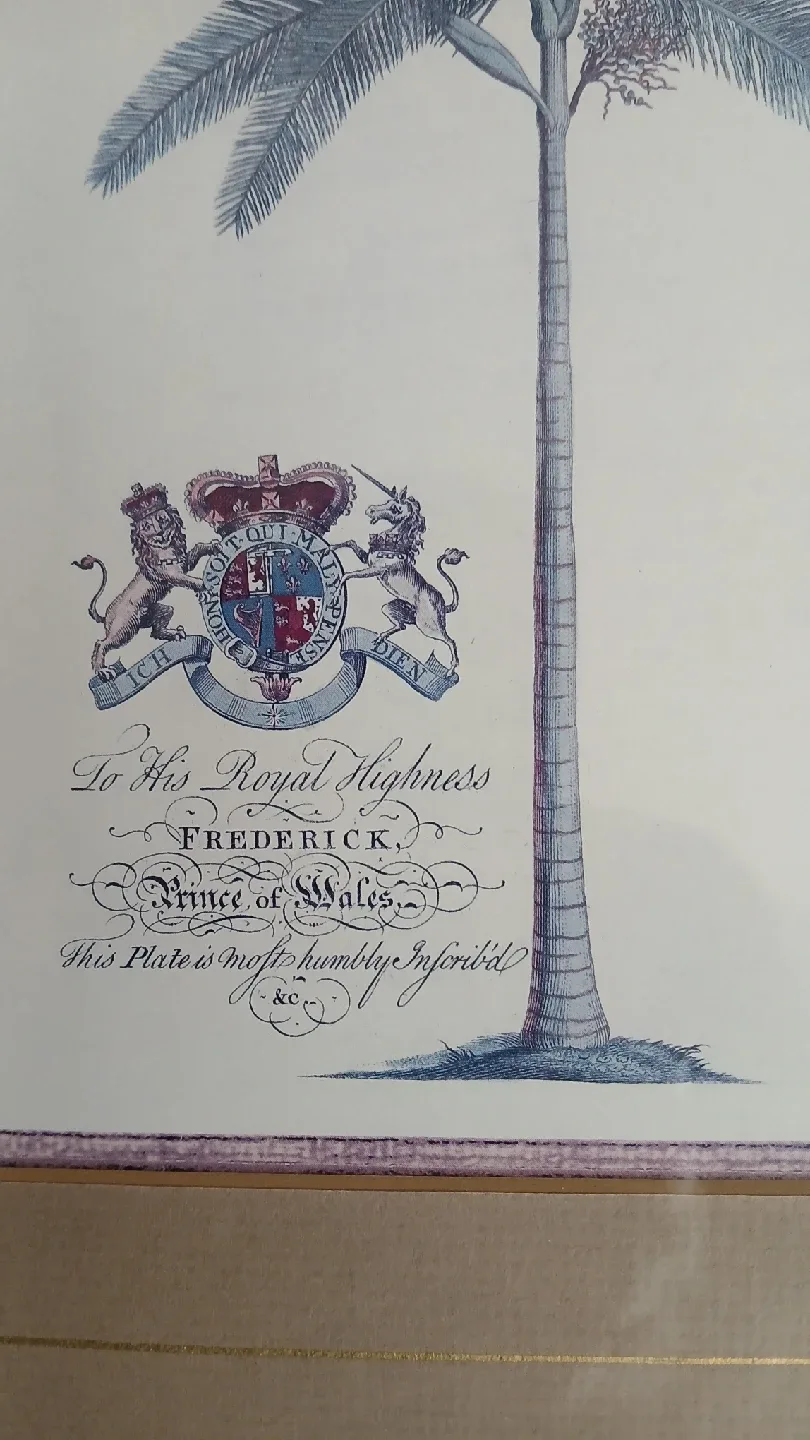 HONI·SOIT·QUI·MAL·Y·PENSE
ICH DIEN
To His Royal Highness
FREDERICK,
Prince of Wales,
This Plate is moſt humbly Inſcrib'd
&c.